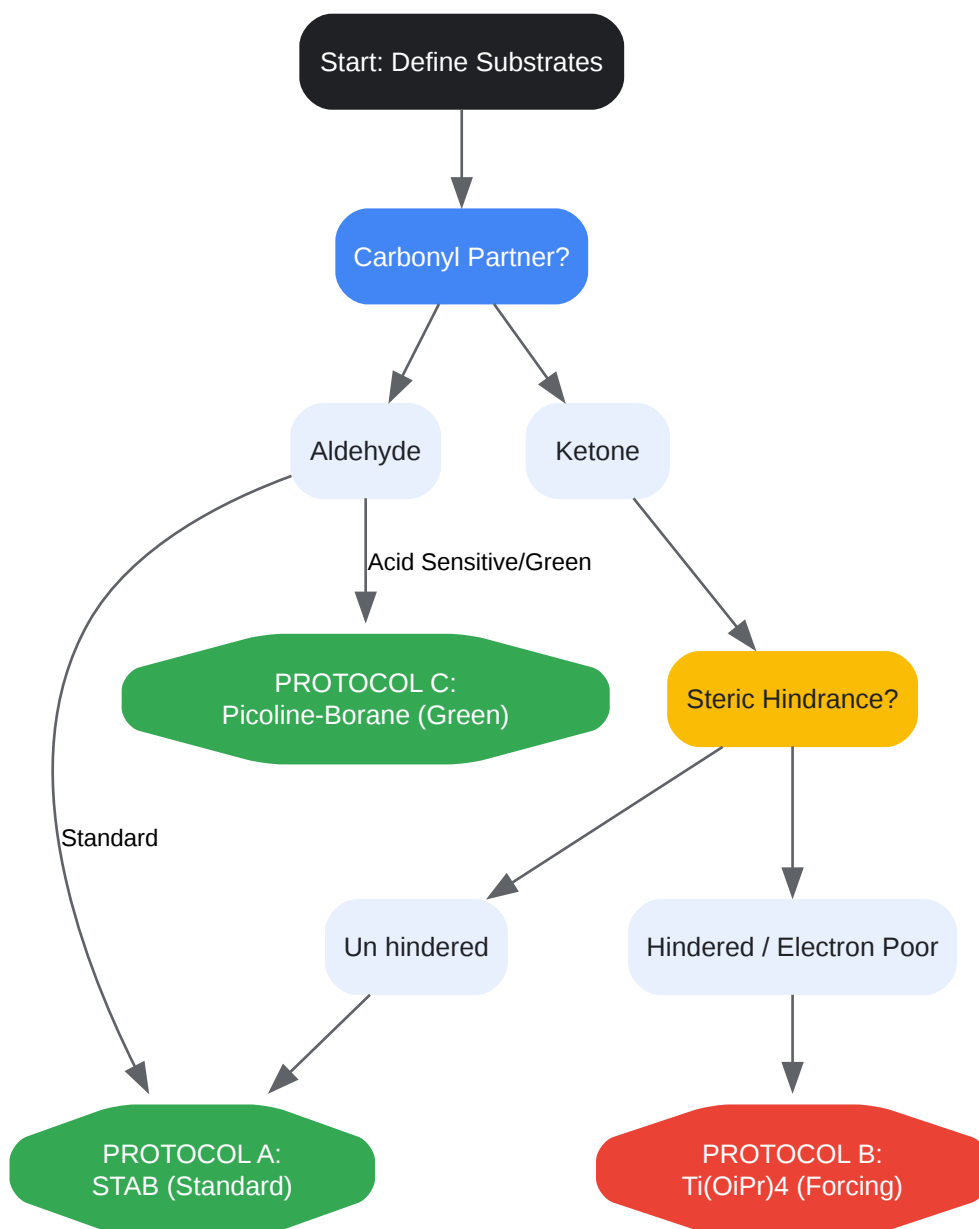 Start: Define Substrates
Carbonyl Partner?
Aldehyde
Ketone
Acid Sensitive/Green
PROTOCOL C:
Picoline-Borane (Green)
Steric Hindrance?
Standard
Un hindered
Hindered / Electron Poor
PROTOCOL A:
STAB (Standard)
PROTOCOL B:
Ti(OiPr)4 (Forcing)